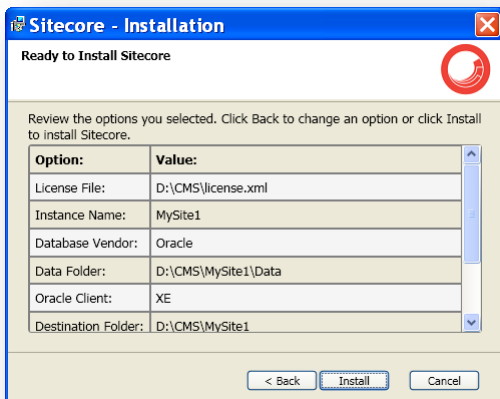 Sitecore - Installation
Ready to Install Sitecore
Review the options you selected. Click Back to change an option or click Install
to install Sitecore.
Option: Value:
License File: D:\CMS\license.xml
Instance Name: MySite1
Database Vendor: Oracle
Data Folder: D:\CMS\MySite1\Data
Oracle Client: XE
Destination Folder: D:\CMS\MySite1
< Back Install Cancel